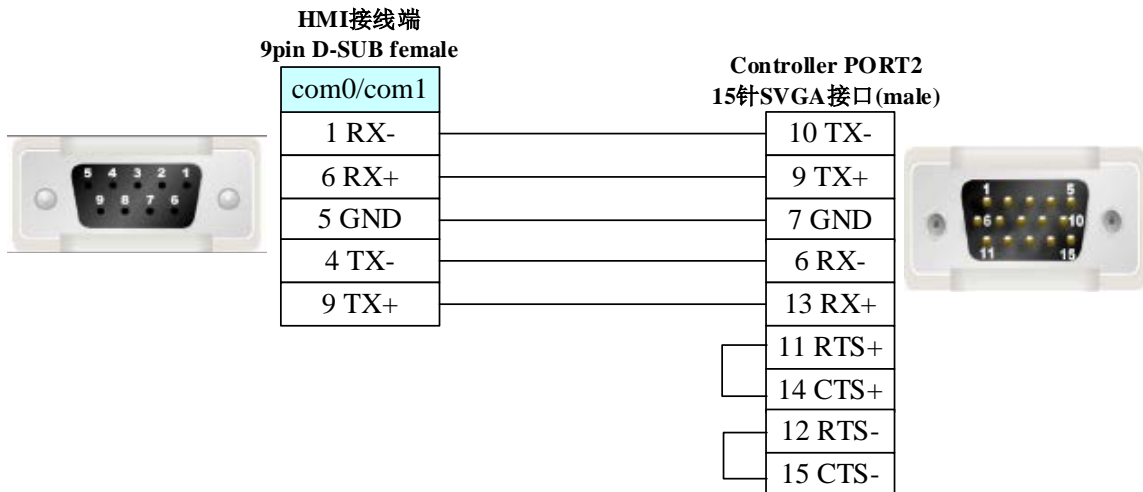 HMI接线端
9pin D-SUB female
com0/com1
1 RX-
6 RX+
5 GND
4 TX-
9 TX+
Controller PORT2
15针SVGA接口(male)
10 TX-
9 TX+
7 GND
6 RX-
13 RX+
11 RTS+
14 CTS+
12 RTS-
15 CTS-
5 4 3 2 1
9 8 7 6
1 5
6 10
11 15